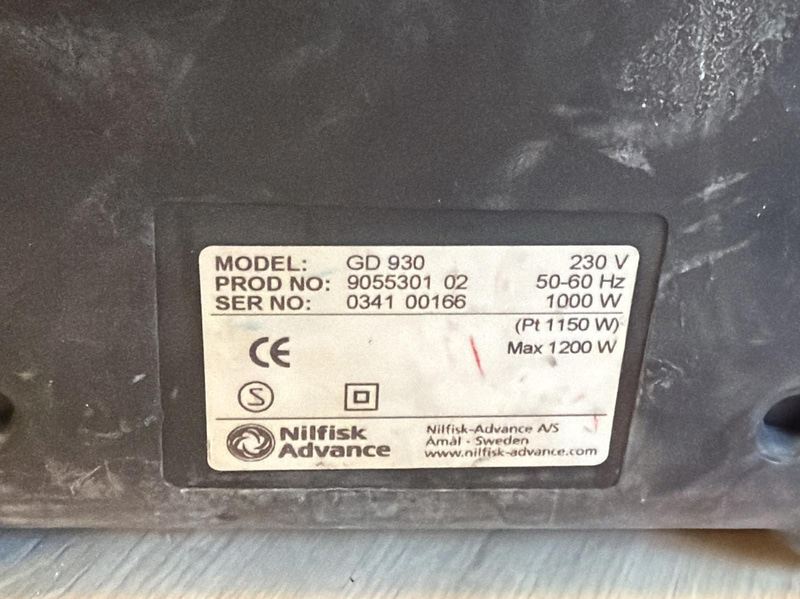 MODEL: GD 930 230 V
PROD NO: 9055301 02 50-60 Hz
SER NO: 0341 00166 1000 W
(Pt 1150 W)
Max 1200 W
CE
S
Nilfisk
Advance
Nilfisk-Advance A/S
Åmål - Sweden
www.nilfisk-advance.com